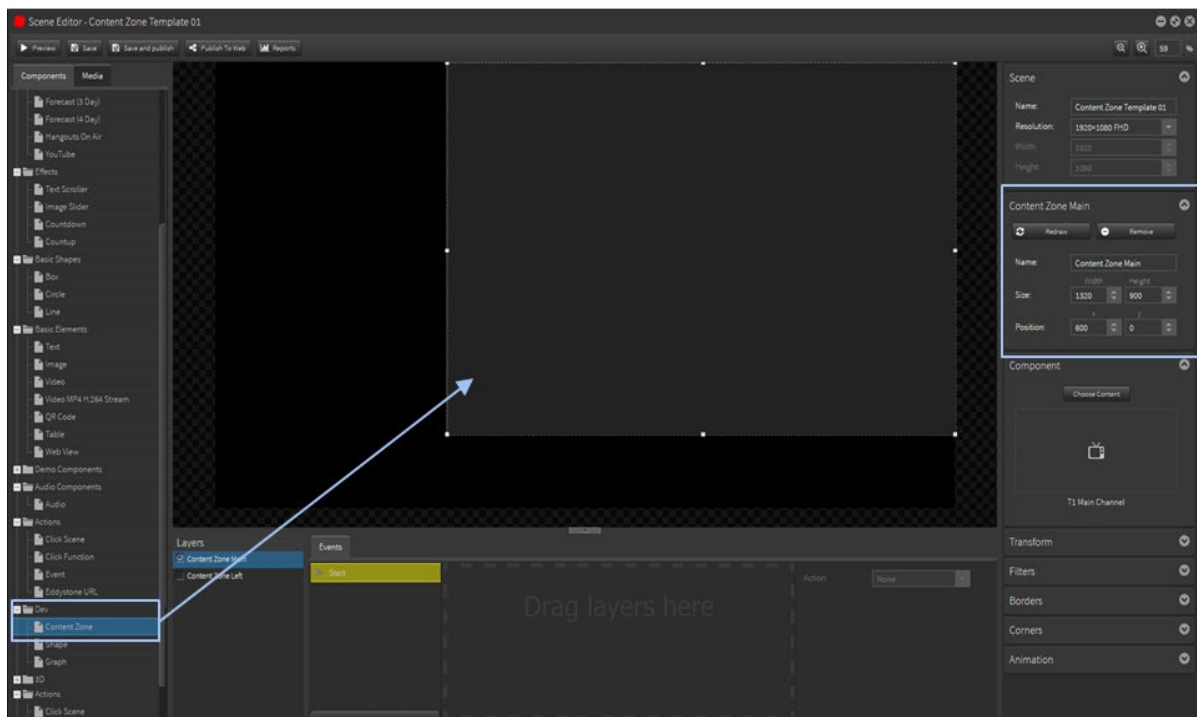 Scene Editor - Content Zone Template 01
Preview Save Save and publish Publish To Web Reports 59 %
Components Media
Forecast (3 Day)
Forecast (4 Day)
Hangouts On Air
YouTube
Effects
Text Scroller
Image Slider
Countdown
Countup
Basic Shapes
Box
Circle
Line
Basic Elements
Text
Image
Video
Video MP4 H.264 Stream
QR Code
Table
Web View
Demo Components
Audio Components
Audio
Actions
Click Scene
Click Function
Event
Eddystone URL
Dev
Content Zone
Shape
Graph
3D
Actions
Click Scene
Layers
Content Zone Main
Content Zone Left
Events
Start
Drag layers here
Action: None
Scene
Name: Content Zone Template 01
Resolution: 1920×1080 FHD
Width: 1920
Height: 1080
Content Zone Main
Redraw Remove
Name: Content Zone Main
Width Height
Size: 1320 900
x y
Position: 600 0
Component
Choose Content
T1 Main Channel
Transform
Filters
Borders
Corners
Animation